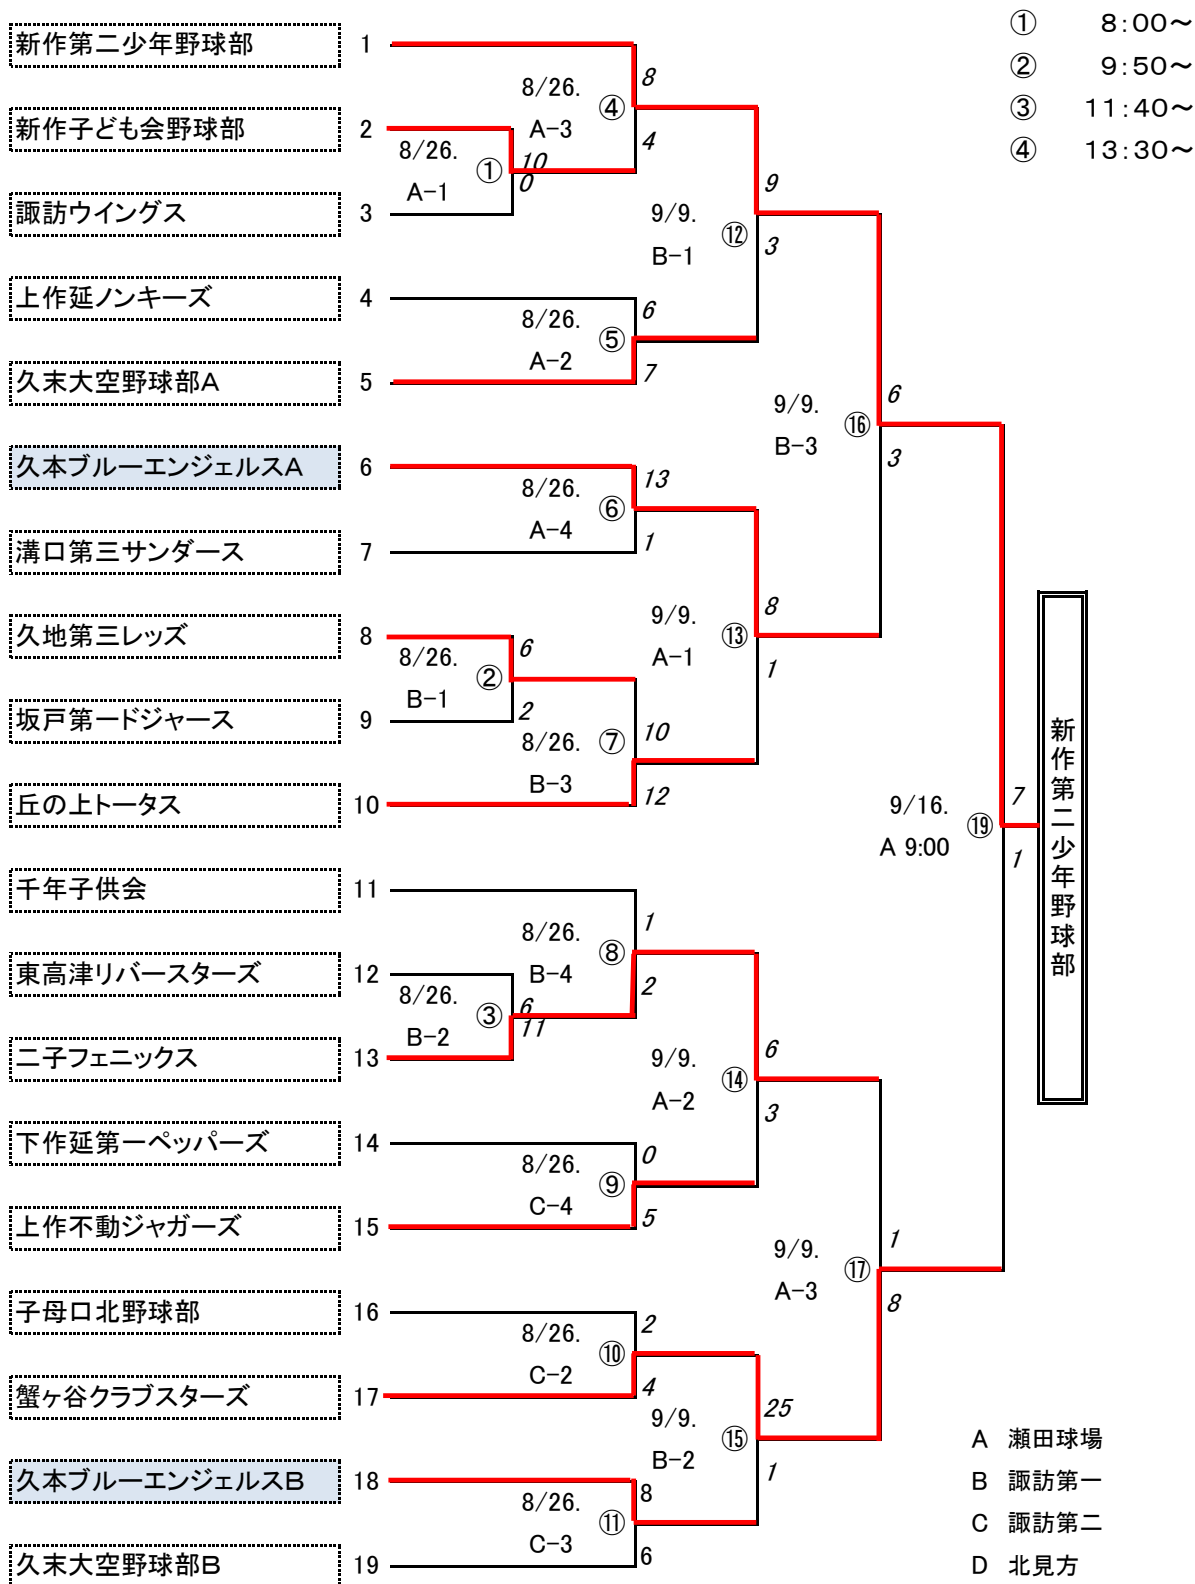 ① 8:00～
② 9:50～
③ 11:40～
④ 13:30～
新作第二少年野球部 1
8
8/26. ④
A-3
4
新作子ども会野球部 2
8/26. ① 10
A-1 0
諏訪ウイングス 3
9
9/9. ⑫
B-1 3
上作延ノンキーズ 4
6
8/26. ⑤
A-2 7
久末大空野球部A 5
6
9/9. ⑯
B-3 3
久本ブルーエンジェルスA 6
13
8/26. ⑥
A-4 1
溝口第三サンダース 7
8
9/9. ⑬
A-1 1
久地第三レッズ 8
6
8/26. ②
B-1 2
坂戸第一ドジャース 9
10
8/26. ⑦
B-3 12
丘の上トータス 10
7
9/16. ⑲
A 9:00 1
新作第二少年野球部
千年子供会 11
1
8/26. ⑧
B-4 2
東高津リバースターズ 12
8/26. ③ 6
B-2 11
二子フェニックス 13
6
9/9. ⑭
A-2 3
下作延第一ペッパーズ 14
0
8/26. ⑨
C-4 5
上作不動ジャガーズ 15
1
9/9. ⑰
A-3 8
子母口北野球部 16
2
8/26. ⑩
C-2 4
蟹ヶ谷クラブスターズ 17
25
9/9. ⑮
B-2 1
久本ブルーエンジェルスB 18
8
8/26. ⑪
C-3 6
久末大空野球部B 19
A 瀬田球場
B 諏訪第一
C 諏訪第二
D 北見方